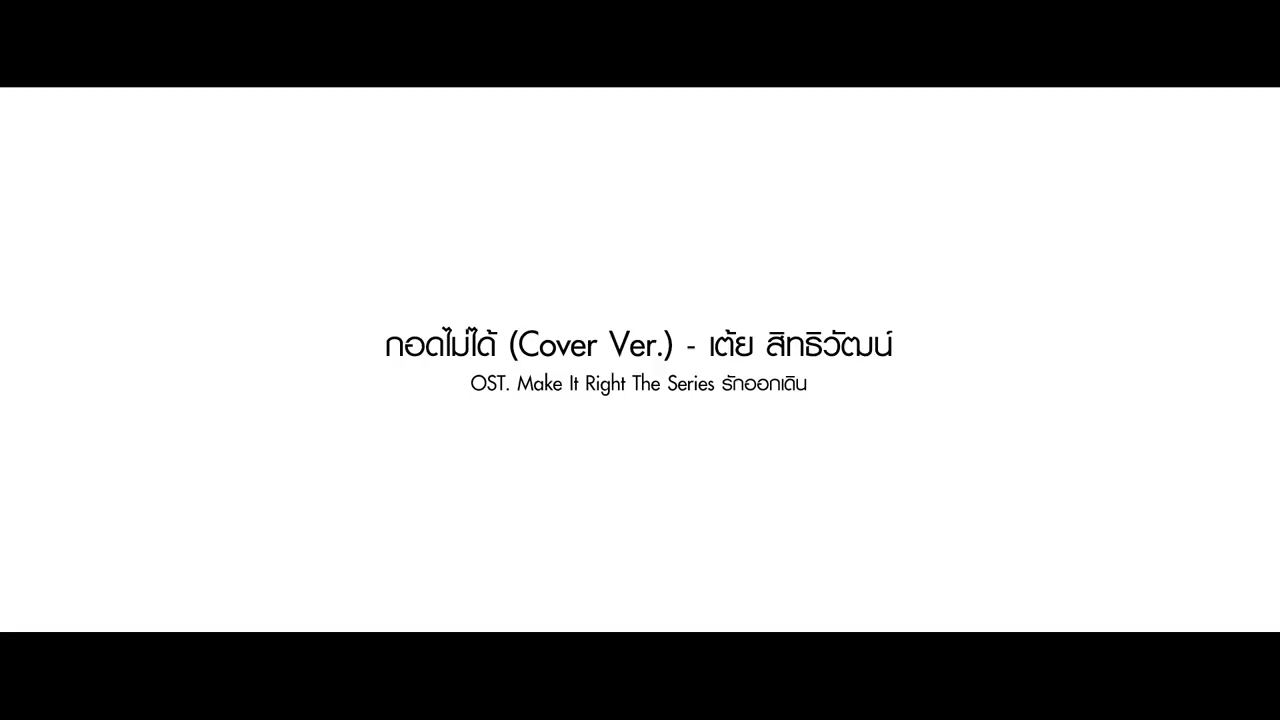 กอดไม่ได้ (Cover Ver.) - เต้ย สิทธิวัฒน์
OST. Make It Right The Series รักออกเดิน